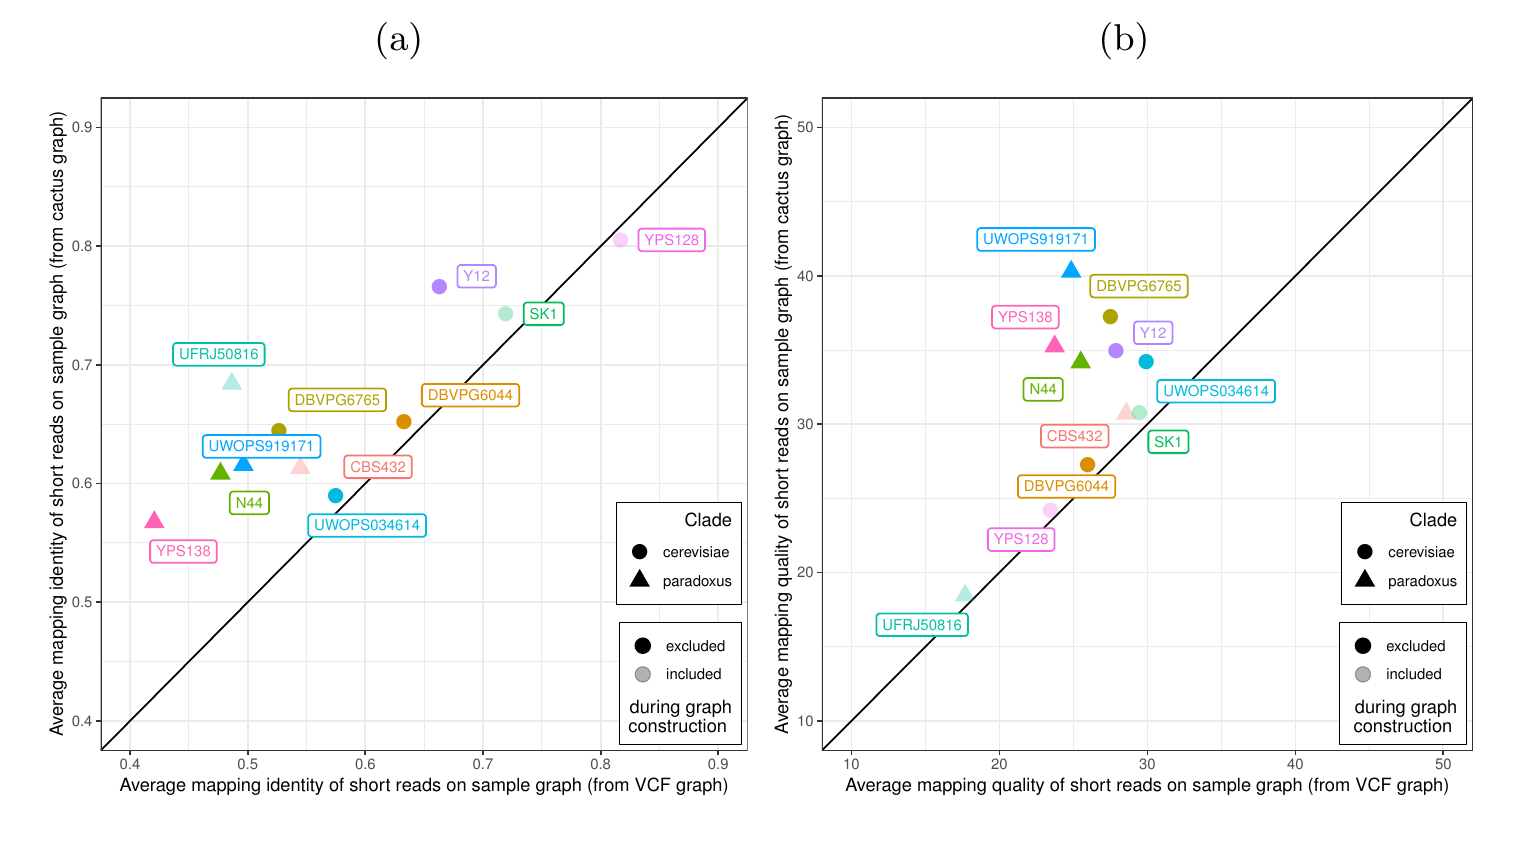 (a)
Average mapping identity of short reads on sample graph (from cactus graph)
0.9
0.8
0.7
0.6
0.5
0.4
YPS128
Y12
SK1
UFRJ50816
DBVPG6765
DBVPG6044
UWOPS919171
CBS432
N44
UWOPS034614
YPS138
Clade
cerevisiae
paradoxus
excluded
included
during graph
construction
0.4 0.5 0.6 0.7 0.8 0.9
Average mapping identity of short reads on sample graph (from VCF graph)
(b)
Average mapping quality of short reads on sample graph (from cactus graph)
50
40
30
20
10
UWOPS919171
DBVPG6765
YPS138
Y12
N44
UWOPS034614
CBS432
SK1
DBVPG6044
YPS128
UFRJ50816
Clade
cerevisiae
paradoxus
excluded
included
during graph
construction
10 20 30 40 50
Average mapping quality of short reads on sample graph (from VCF graph)